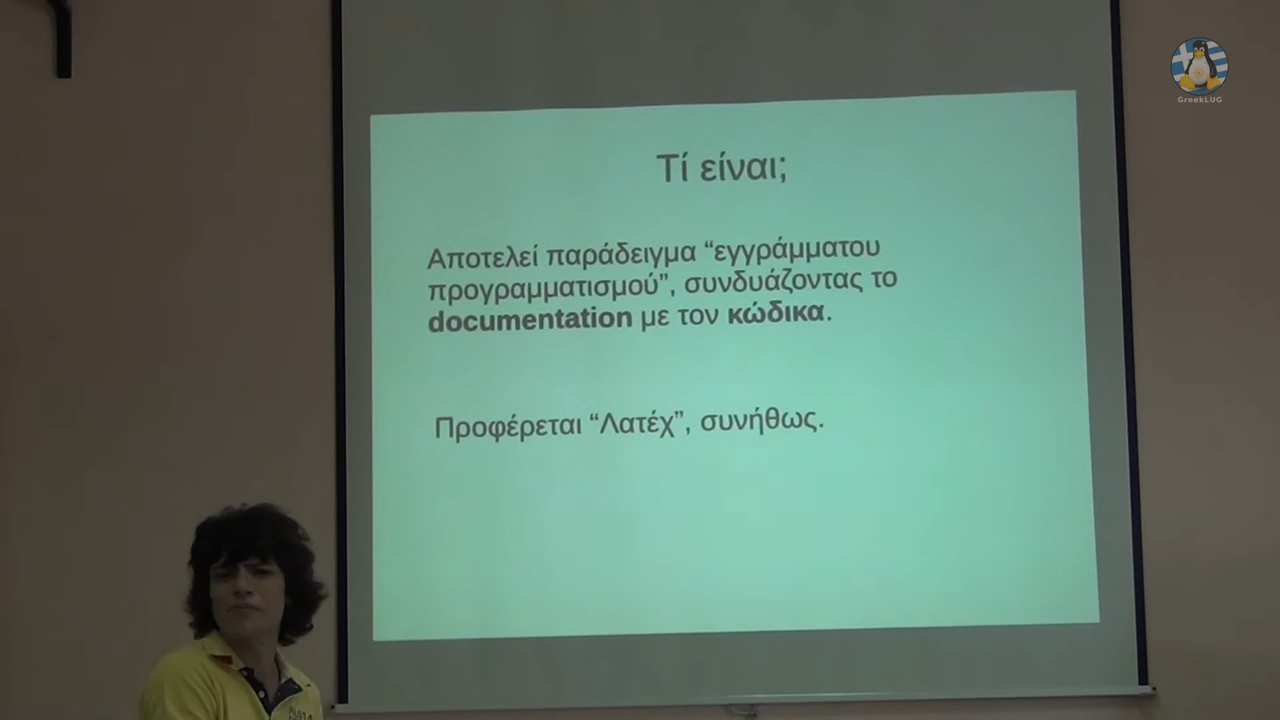 GreekLUG
Τί είναι;
Αποτελεί παράδειγμα “εγγράμματου
προγραμματισμού”, συνδυάζοντας το
documentation με τον κώδικα.
Προφέρεται “Λατέχ”, συνήθως.